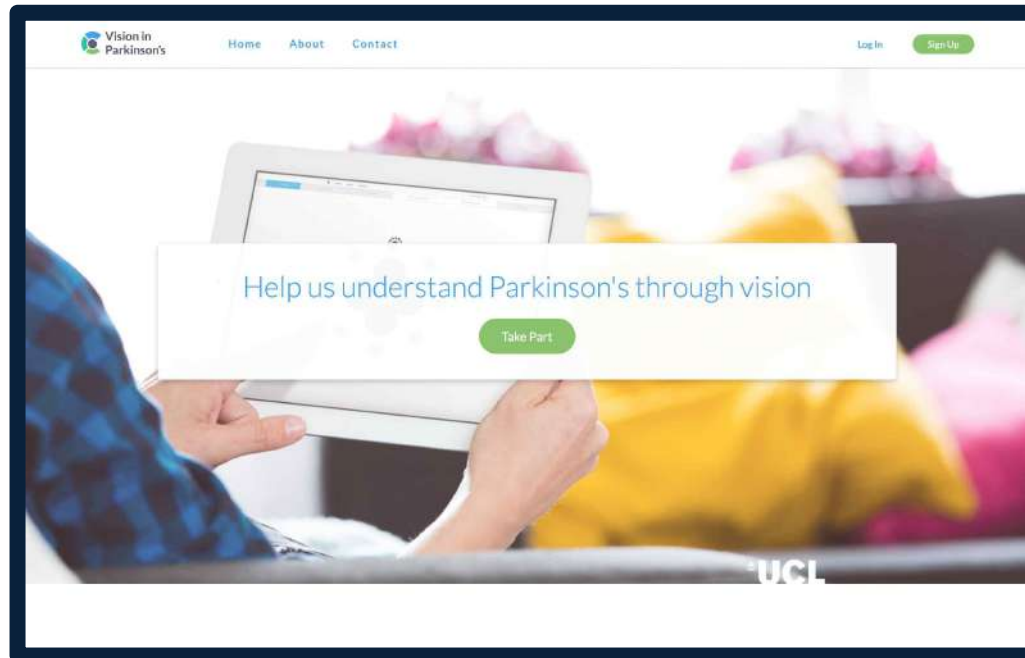 Vision in
Parkinson's
Home About Contact
Log In Sign Up
Help us understand Parkinson's through vision
Take Part
UCL